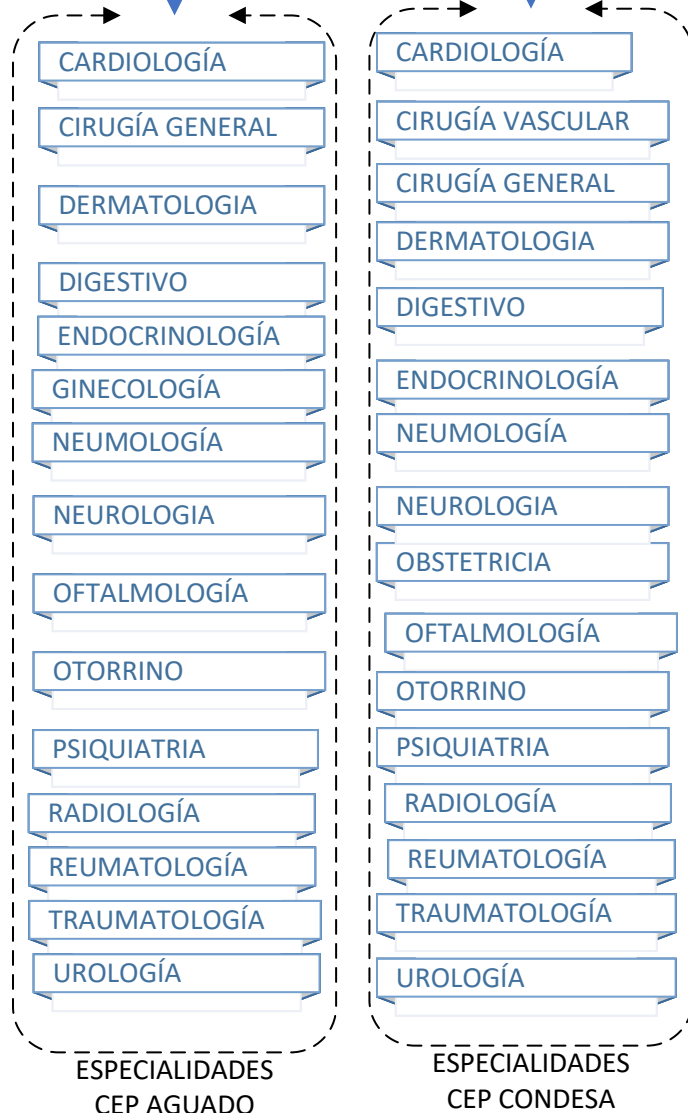 CARDIOLOGÍA
CIRUGÍA GENERAL
DERMATOLOGIA
DIGESTIVO
ENDOCRINOLOGÍA
GINECOLOGÍA
NEUMOLOGÍA
NEUROLOGIA
OFTALMOLOGÍA
OTORRINO
PSIQUIATRIA
RADIOLOGÍA
REUMATOLOGÍA
TRAUMATOLOGÍA
UROLOGÍA
ESPECIALIDADES
CEP AGUADO
CARDIOLOGÍA
CIRUGÍA VASCULAR
CIRUGÍA GENERAL
DERMATOLOGIA
DIGESTIVO
ENDOCRINOLOGÍA
NEUMOLOGÍA
NEUROLOGIA
OBSTETRICIA
OFTALMOLOGÍA
OTORRINO
PSIQUIATRIA
RADIOLOGÍA
REUMATOLOGÍA
TRAUMATOLOGÍA
UROLOGÍA
ESPECIALIDADES
CEP CONDESA